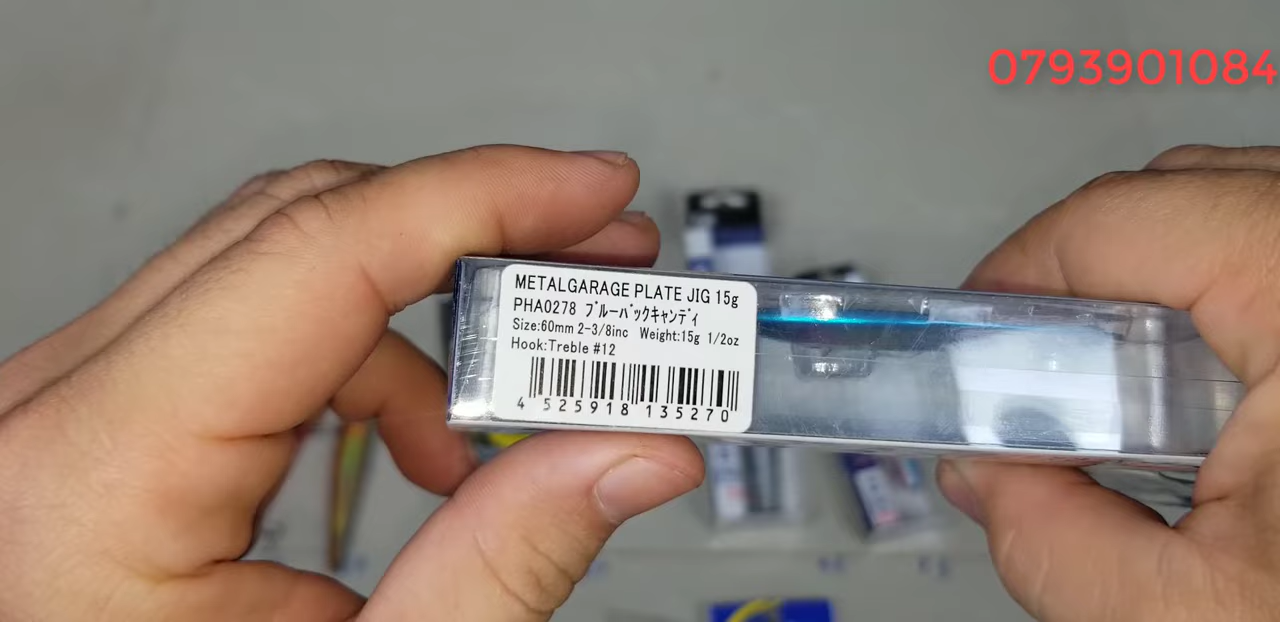 0793901084
METALGARAGE PLATE JIG 15g
PHA0278 ブルーバックキャンディ
Size:60mm 2-3/8inc Weight:15g 1/2oz
Hook:Treble #12
4 525918 135270